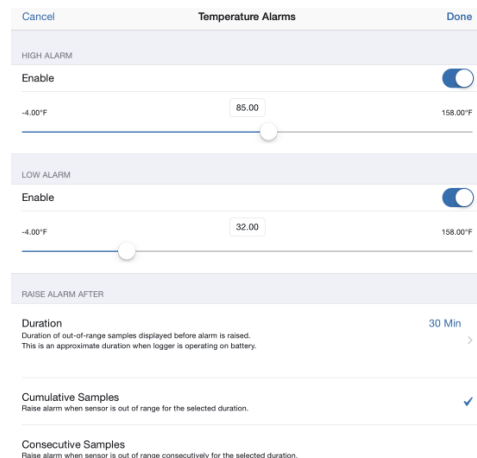 Cancel Temperature Alarms Done
HIGH ALARM
Enable
-4.00°F 85.00 158.00°F
LOW ALARM
Enable
-4.00°F 32.00 158.00°F
RAISE ALARM AFTER
Duration 30 Min
Duration of out-of-range samples displayed before alarm is raised.
This is an approximate duration when logger is operating on battery.
Cumulative Samples
Raise alarm when sensor is out of range for the selected duration.
Consecutive Samples
Raise alarm when sensor is out of range consecutively for the selected duration.